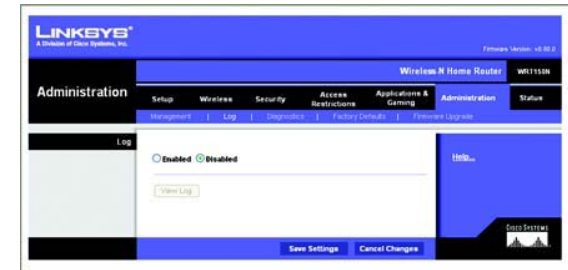 LINKSYS®
A Division of Cisco Systems, Inc.
Firmware Version: v0.00.0
Wireless-N Home Router WRT150N
Administration
Setup Wireless Security Access Restrictions Applications & Gaming Administration Status
Management | Log | Diagnostics | Factory Defaults | Firmware Upgrade
Log
Enabled Disabled
Help...
View Log
Save Settings Cancel Changes
CISCO SYSTEMS